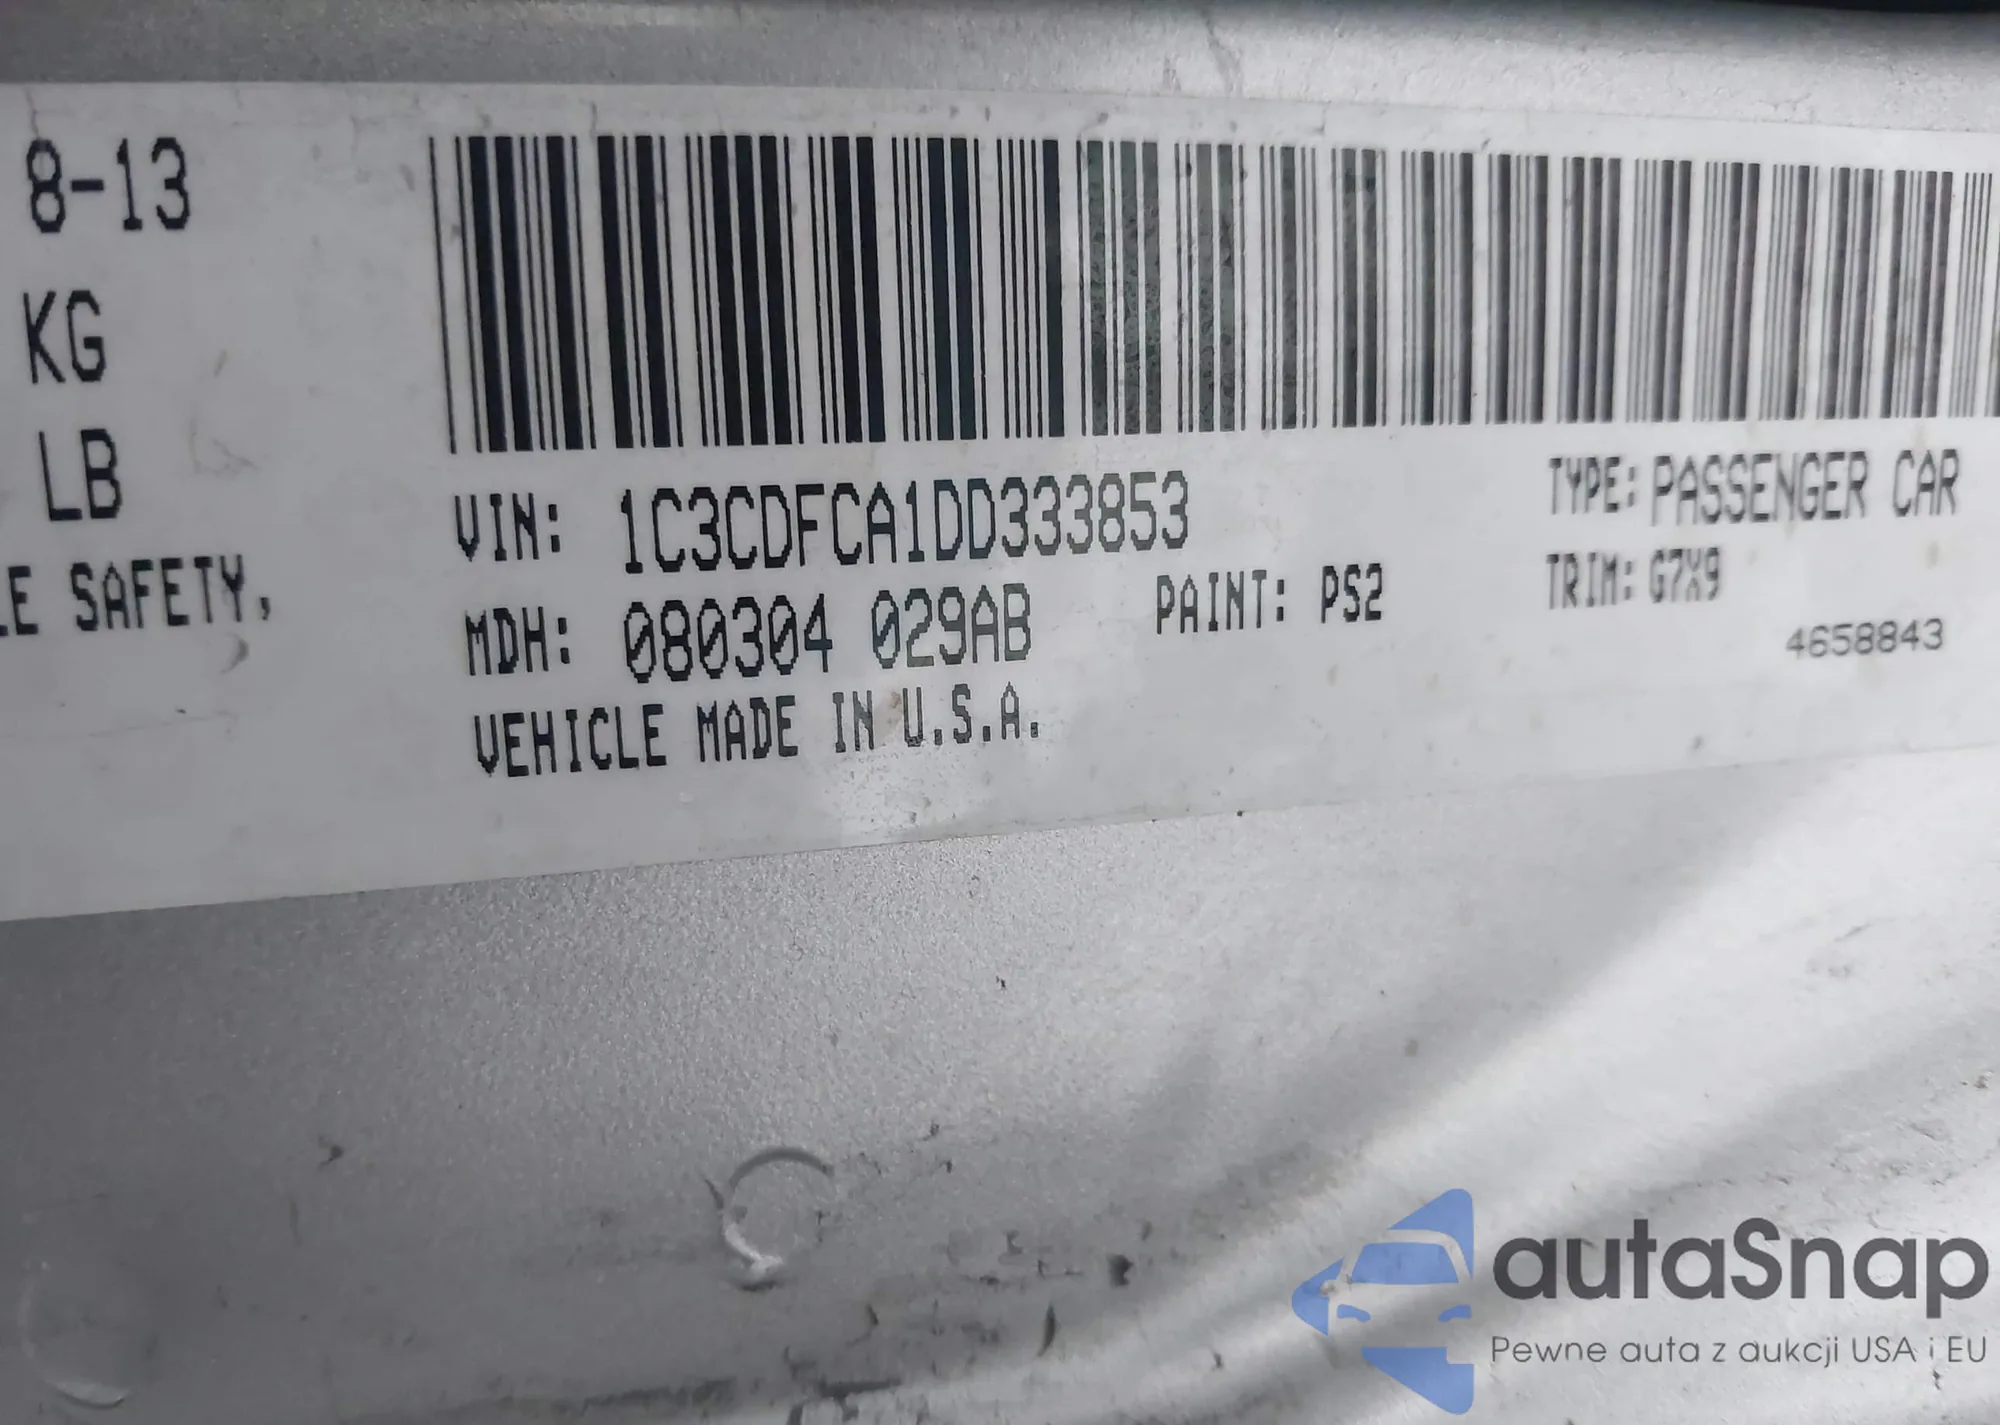 8-13
KG
LB
LE SAFETY,
VIN: 1C3CDFCA1DD333853
TYPE: PASSENGER CAR
MDH: 080304 029AB
PAINT: PS2
TRIM: G7X9
4658843
VEHICLE MADE IN U.S.A.
autaSnap
Pewne auta z aukcji USA i EU